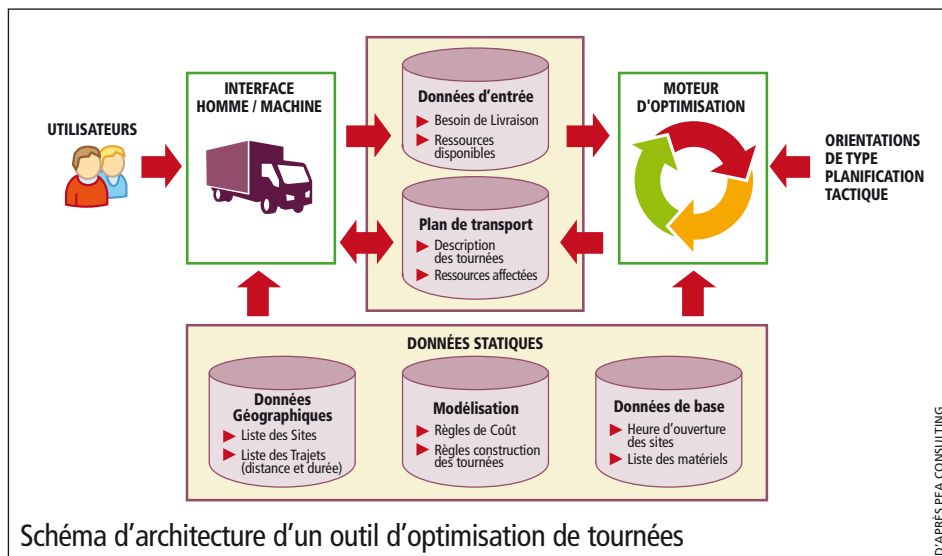 UTILISATEURS
INTERFACE
HOMME / MACHINE
Données d'entrée
Besoin de Livraison
Ressources
disponibles
Plan de transport
Description
des tournées
Ressources affectées
MOTEUR
D'OPTIMISATION
ORIENTATIONS
DE TYPE
PLANIFICATION
TACTIQUE
DONNÉES STATIQUES
Données
Géographiques
Liste des Sites
Liste des Trajets
(distance et durée)
Modélisation
Règles de Coût
Règles construction
des tournées
Données de base
Heure d'ouverture
des sites
Liste des matériels
Schéma d'architecture d'un outil d'optimisation de tournées
D'APRÈS PEA CONSULTING